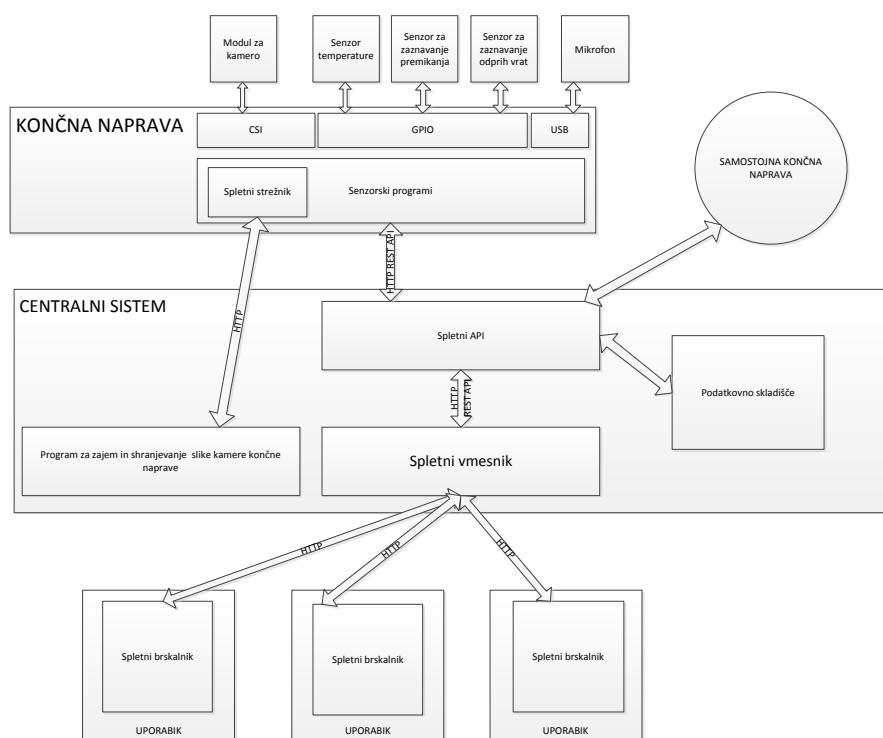 Modul za
kamero
Senzor
temperature
Senzor za
zaznavanje
premikanja
Senzor za
zaznavanje
odprih vrat
Mikrofon
KONČNA NAPRAVA
CSI
GPIO
USB
Spletni strežnik
Senzorski programi
SAMOSTOJNA KONČNA
NAPRAVA
HTTP REST API
CENTRALNI SISTEM
HTTP
Spletni API
Podatkovno skladišče
HTTP
REST API
Program za zajem in shranjevanje slike kamere končne
naprave
Spletni vmesnik
HTTP
HTTP
HTTP
Spletni brskalnik
Spletni brskalnik
Spletni brskalnik
UPORABIK
UPORABIK
UPORABIK